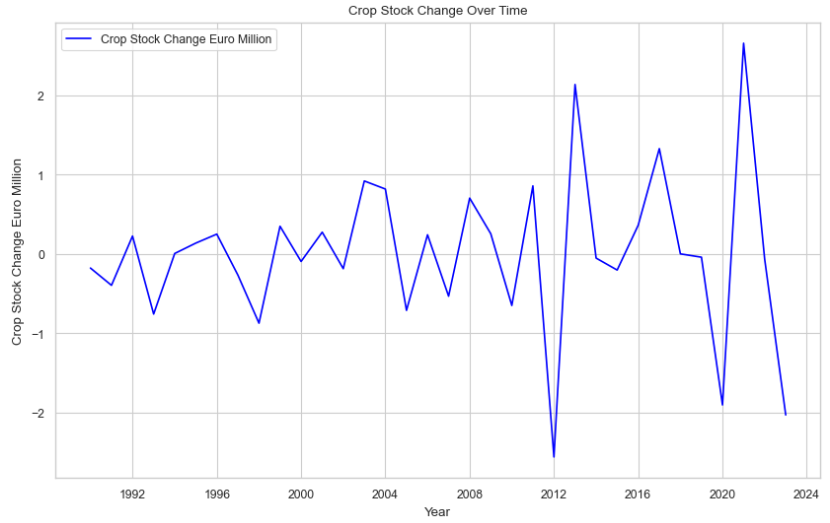 Crop Stock Change Over Time
Crop Stock Change Euro Million
Crop Stock Change Euro Million
2
1
0
−1
−2
1992 1996 2000 2004 2008 2012 2016 2020 2024
Year